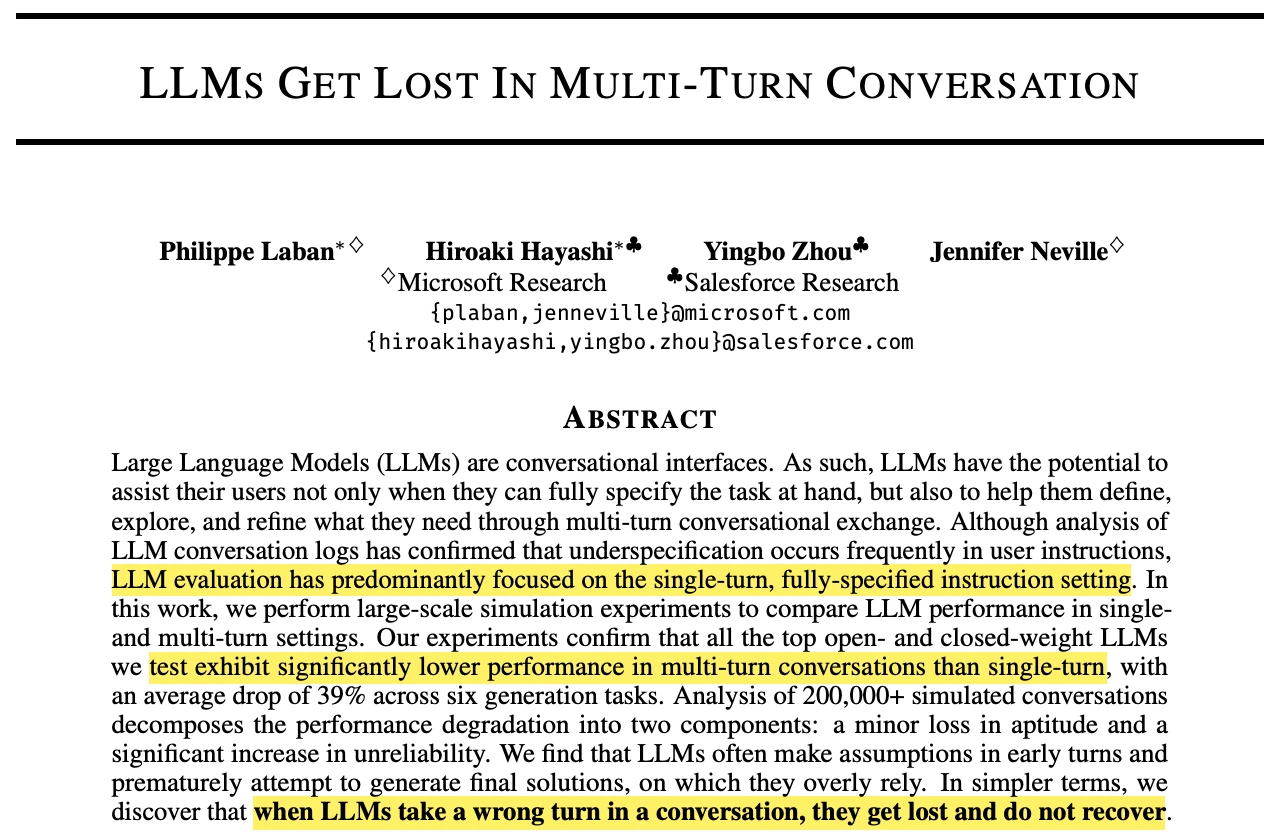 LLMS GET LOST IN MULTI-TURN CONVERSATION
Philippe Laban*♢ Hiroaki Hayashi*♣ Yingbo Zhou♣ Jennifer Neville♢
♢Microsoft Research ♣Salesforce Research
{plaban,jenneville}@microsoft.com
{hiroakihayashi,yingbo.zhou}@salesforce.com
ABSTRACT
Large Language Models (LLMs) are conversational interfaces. As such, LLMs have the potential to
assist their users not only when they can fully specify the task at hand, but also to help them define,
explore, and refine what they need through multi-turn conversational exchange. Although analysis of
LLM conversation logs has confirmed that underspecification occurs frequently in user instructions,
LLM evaluation has predominantly focused on the single-turn, fully-specified instruction setting. In
this work, we perform large-scale simulation experiments to compare LLM performance in single-
and multi-turn settings. Our experiments confirm that all the top open- and closed-weight LLMs
we test exhibit significantly lower performance in multi-turn conversations than single-turn, with
an average drop of 39% across six generation tasks. Analysis of 200,000+ simulated conversations
decomposes the performance degradation into two components: a minor loss in aptitude and a
significant increase in unreliability. We find that LLMs often make assumptions in early turns and
prematurely attempt to generate final solutions, on which they overly rely. In simpler terms, we
discover that when LLMs take a wrong turn in a conversation, they get lost and do not recover.